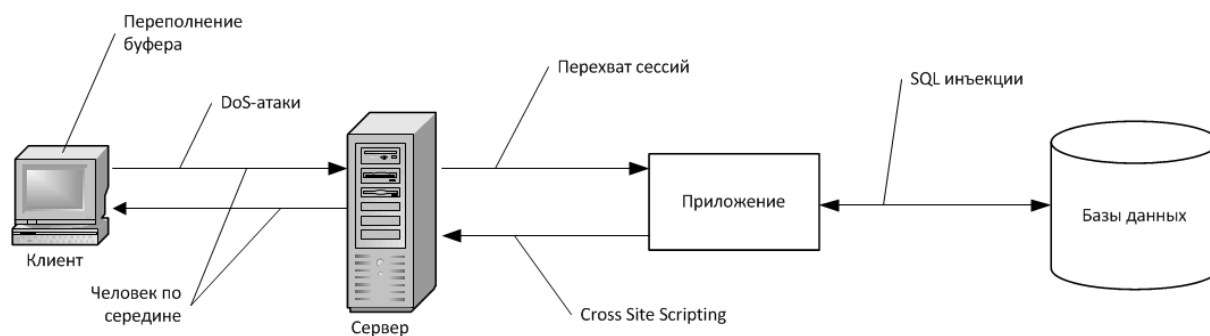 Переполнение
буфера
DoS-атаки
Перехват сессий
SQL инъекции
Приложение
Базы данных
Клиент
Человек по
середине
Сервер
Cross Site Scripting